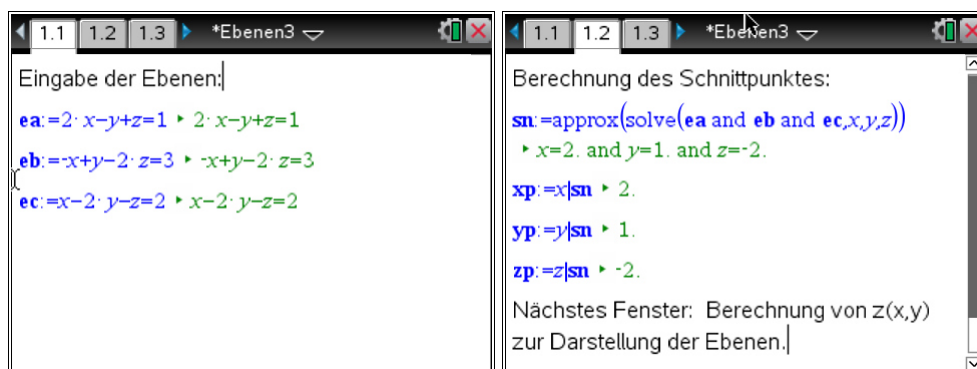 1.1 1.2 1.3 *Ebenen3
Eingabe der Ebenen:
ea:=2· x−y+z=1 ▸ 2· x−y+z=1
eb:=-x+y−2· z=3 ▸ -x+y−2· z=3
ec:=x−2· y−z=2 ▸ x−2· y−z=2
1.1 1.2 1.3 *Ebenen3
Berechnung des Schnittpunktes:
sn:=approx(solve(ea and eb and ec,x,y,z))
▸ x=2. and y=1. and z=-2.
xp:=x|sn ▸ 2.
yp:=y|sn ▸ 1.
zp:=z|sn ▸ -2.
Nächstes Fenster: Berechnung von z(x,y)
zur Darstellung der Ebenen.